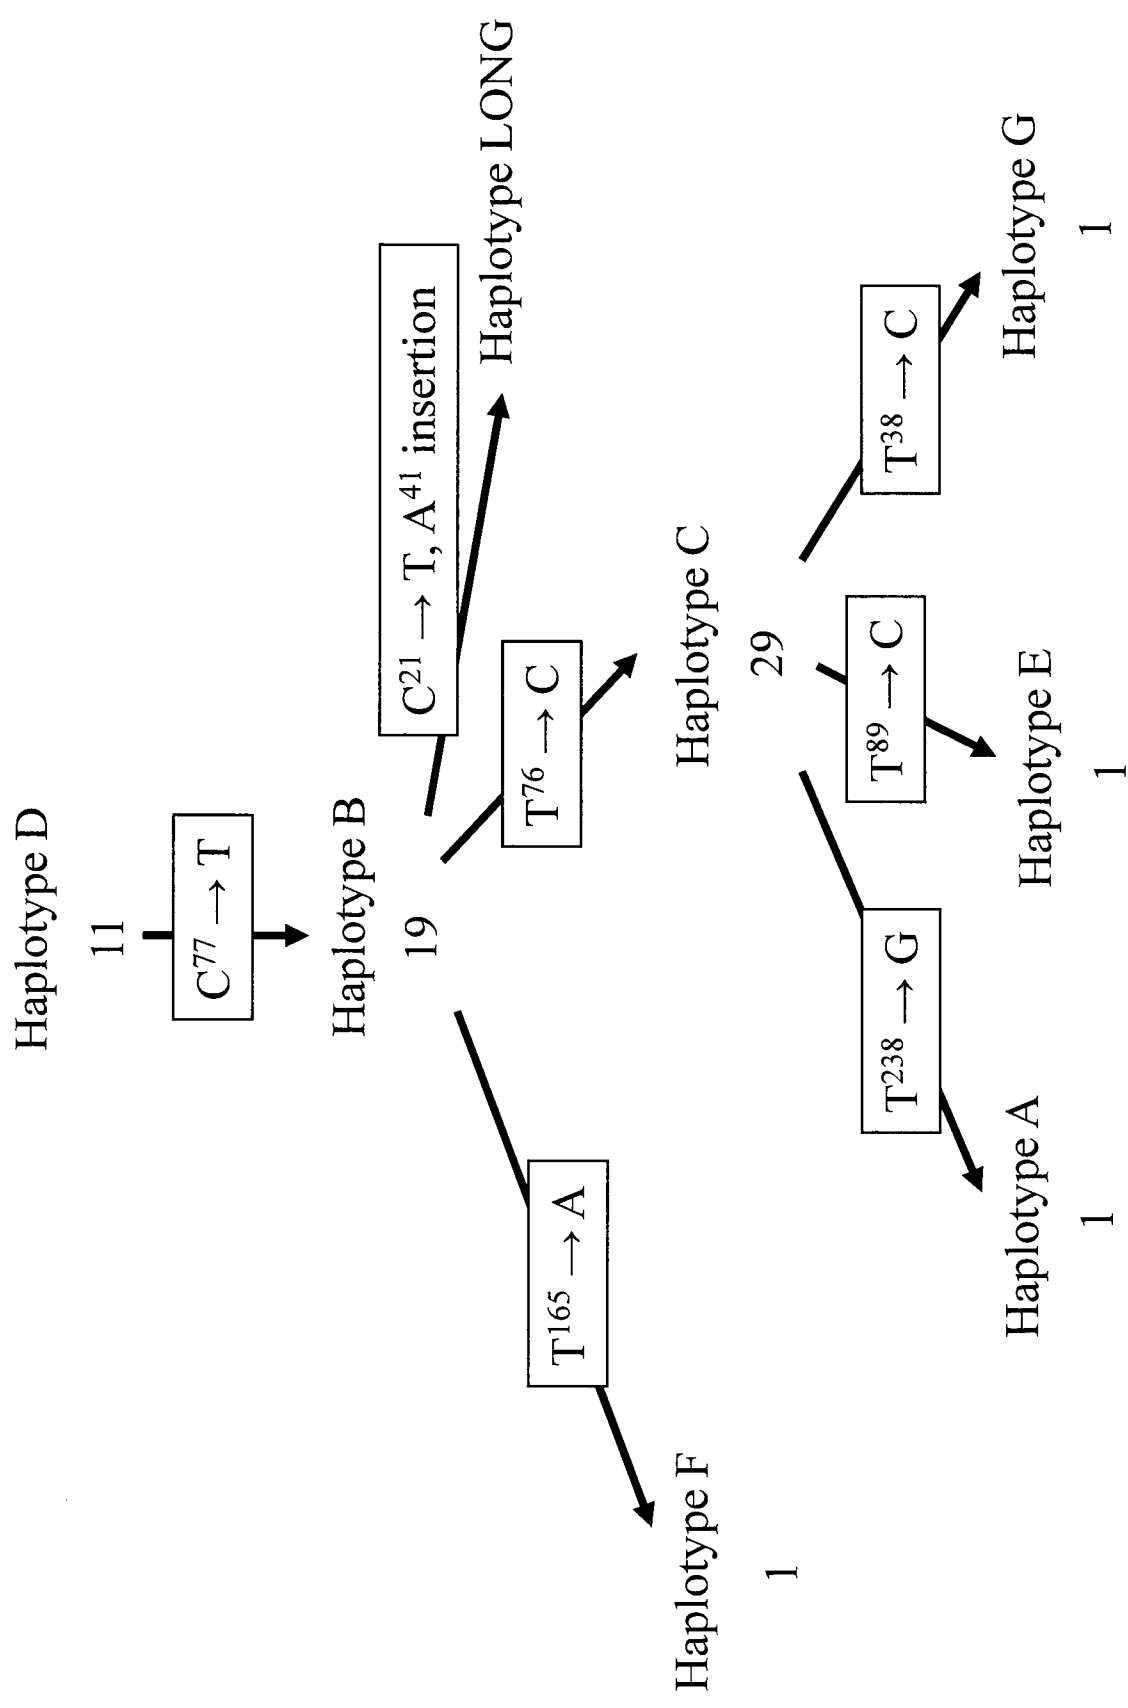 Haplotype D
11
C⁷⁷ → T
Haplotype B
19
C²¹ → T, A⁴¹ insertion
Haplotype LONG
T¹⁶⁵ → A
T⁷⁶ → C
Haplotype F
1
Haplotype C
29
T²³⁸ → G
T⁸⁹ → C
T³⁸ → C
Haplotype A
1
Haplotype E
1
Haplotype G
1